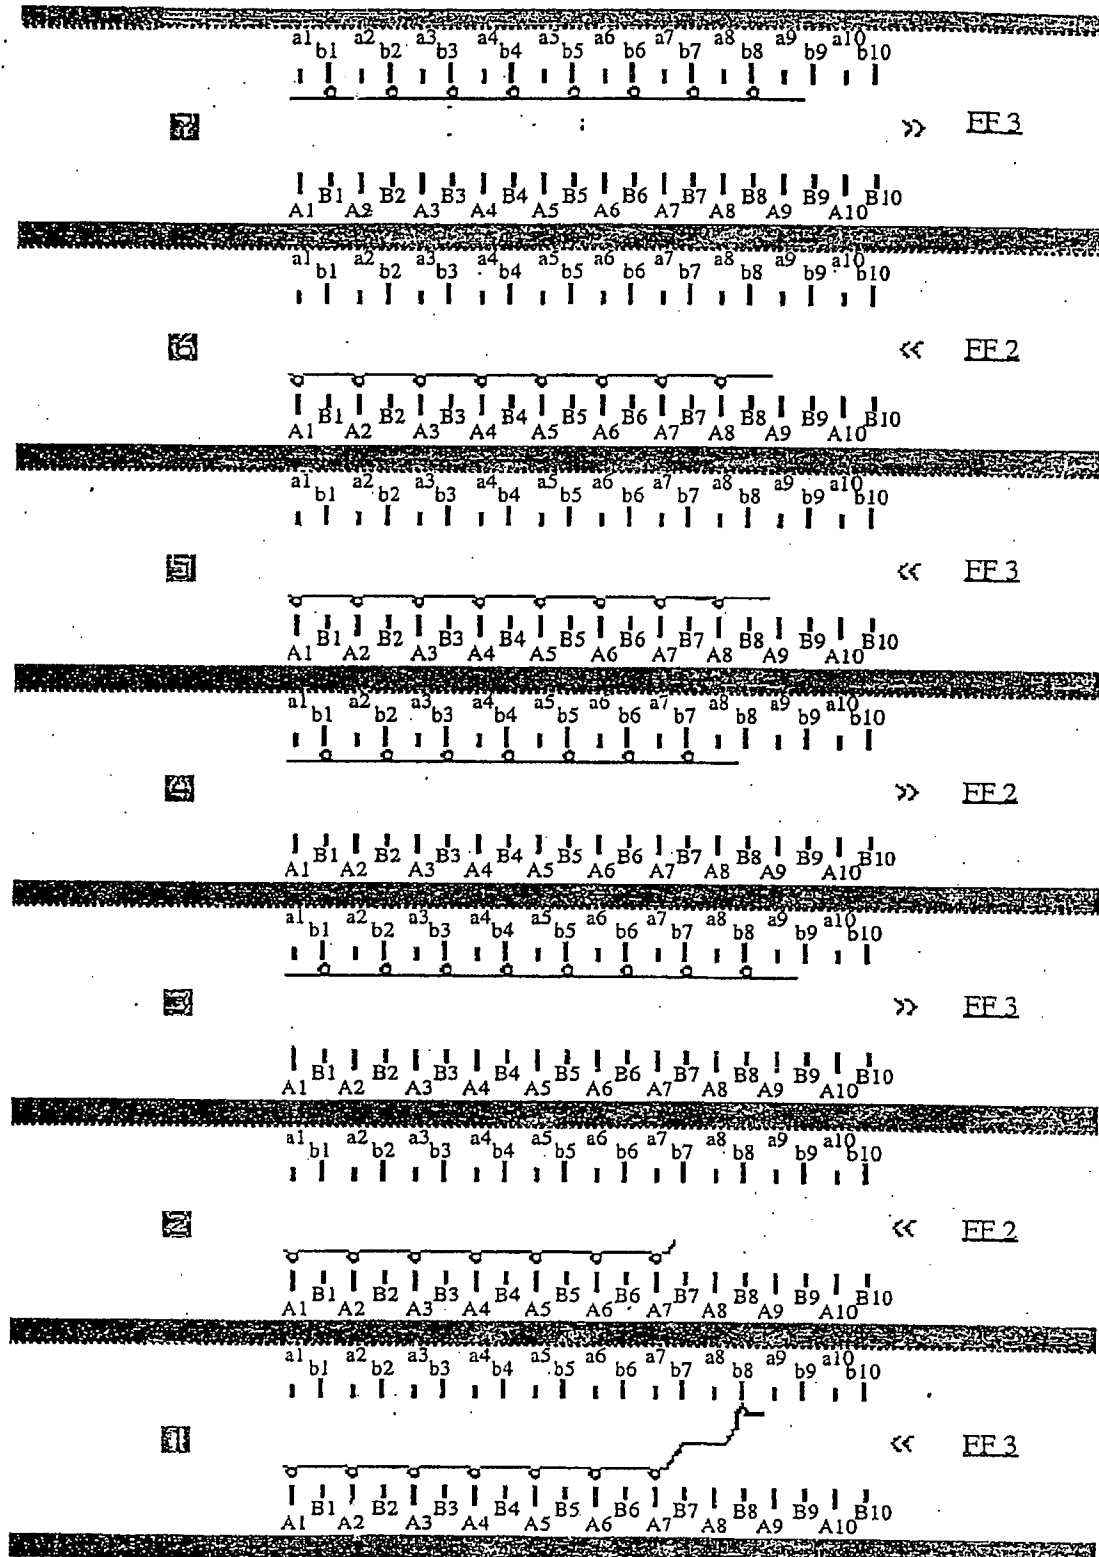 a1 a2 a3 a4 a5 a6 a7 a8 a9 a10
b1 b2 b3 b4 b5 b6 b7 b8 b9 b10
7 >> FF 3
B1 B2 B3 B4 B5 B6 B7 B8 B9 B10
A1 A2 A3 A4 A5 A6 A7 A8 A9 A10
a1 a2 a3 a4 a5 a6 a7 a8 a9 a10
b1 b2 b3 b4 b5 b6 b7 b8 b9 b10
6 << FF 2
B1 B2 B3 B4 B5 B6 B7 B8 B9 B10
A1 A2 A3 A4 A5 A6 A7 A8 A9 A10
a1 a2 a3 a4 a5 a6 a7 a8 a9 a10
b1 b2 b3 b4 b5 b6 b7 b8 b9 b10
5 << FF 3
B1 B2 B3 B4 B5 B6 B7 B8 B9 B10
A1 A2 A3 A4 A5 A6 A7 A8 A9 A10
a1 a2 a3 a4 a5 a6 a7 a8 a9 a10
b1 b2 b3 b4 b5 b6 b7 b8 b9 b10
4 >> FF 2
B1 B2 B3 B4 B5 B6 B7 B8 B9 B10
A1 A2 A3 A4 A5 A6 A7 A8 A9 A10
a1 a2 a3 a4 a5 a6 a7 a8 a9 a10
b1 b2 b3 b4 b5 b6 b7 b8 b9 b10
3 >> FF 3
B1 B2 B3 B4 B5 B6 B7 B8 B9 B10
A1 A2 A3 A4 A5 A6 A7 A8 A9 A10
a1 a2 a3 a4 a5 a6 a7 a8 a9 a10
b1 b2 b3 b4 b5 b6 b7 b8 b9 b10
2 << FF 2
B1 B2 B3 B4 B5 B6 B7 B8 B9 B10
A1 A2 A3 A4 A5 A6 A7 A8 A9 A10
a1 a2 a3 a4 a5 a6 a7 a8 a9 a10
b1 b2 b3 b4 b5 b6 b7 b8 b9 b10
1 << FF 3
B1 B2 B3 B4 B5 B6 B7 B8 B9 B10
A1 A2 A3 A4 A5 A6 A7 A8 A9 A10